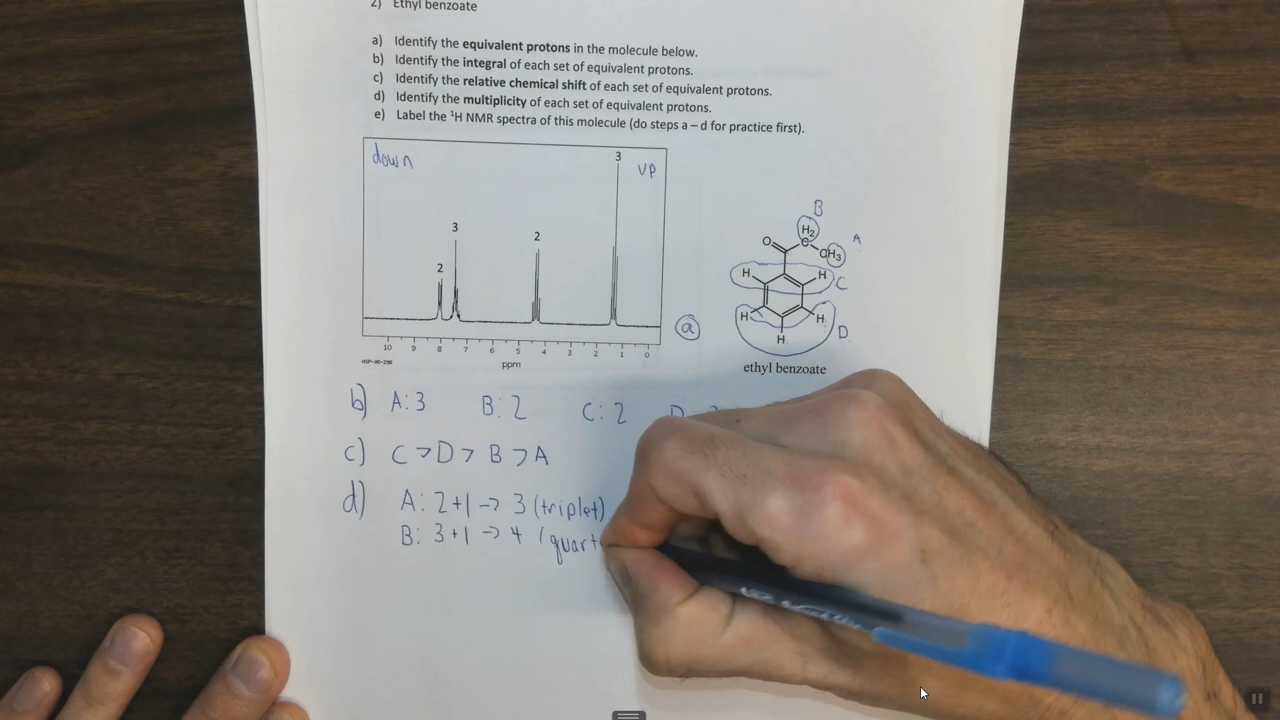 2) Ethyl benzoate
a) Identify the equivalent protons in the molecule below.
b) Identify the integral of each set of equivalent protons.
c) Identify the relative chemical shift of each set of equivalent protons.
d) Identify the multiplicity of each set of equivalent protons.
e) Label the ¹H NMR spectra of this molecule (do steps a – d for practice first).
down
3
up
3
2
2
10 9 8 7 6 5 4 3 2 1 0
ppm
a
B
H₂
A
O
C
CH₃
H
H
C
H
H
D
H
ethyl benzoate
b) A: 3 B: 2 C: 2 D:
c) C > D > B > A
d) A: 2+1 → 3 (triplet)
B: 3+1 → 4 (quart